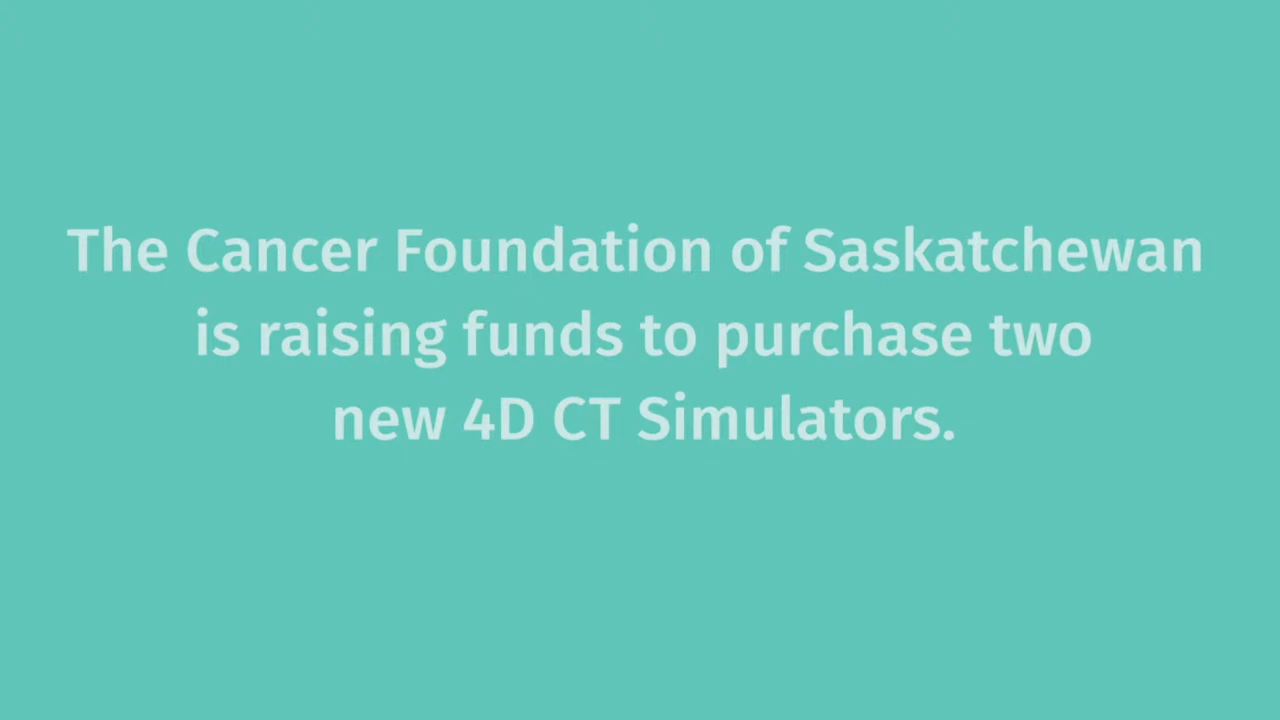 The Cancer Foundation of Saskatchewan
is raising funds to purchase two
new 4D CT Simulators.